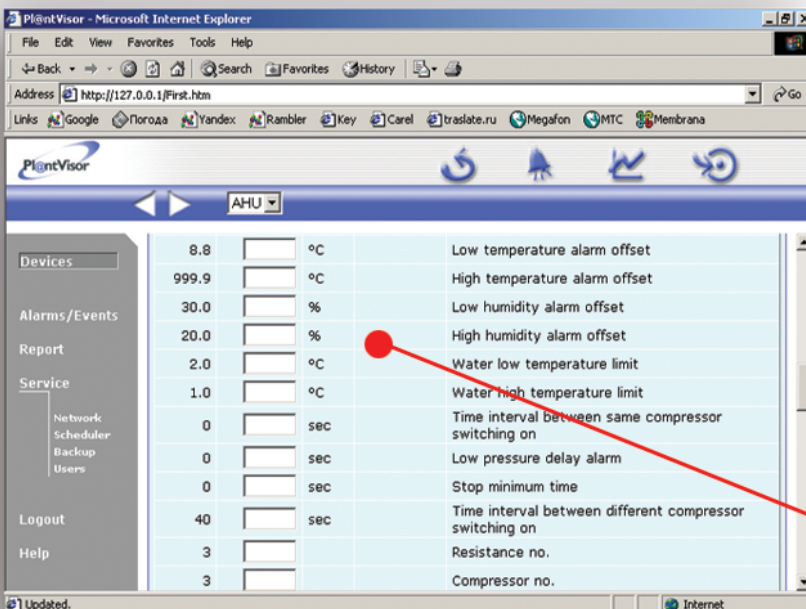 Pl@ntVisor - Microsoft Internet Explorer
File Edit View Favorites Tools Help
Back Search Favorites History
Address http://127.0.0.1/First.htm Go
Links Google Погода Yandex Rambler Key Carel traslate.ru Megafon МТС Membrana
Pl@ntVisor
AHU
Devices
Alarms/Events
Report
Service
Network
Scheduler
Backup
Users
Logout
Help
8.8 °C Low temperature alarm offset
999.9 °C High temperature alarm offset
30.0 % Low humidity alarm offset
20.0 % High humidity alarm offset
2.0 °C Water low temperature limit
1.0 °C Water high temperature limit
0 sec Time interval between same compressor
switching on
0 sec Low pressure delay alarm
0 sec Stop minimum time
40 sec Time interval between different compressor
switching on
3 Resistance no.
3 Compressor no.
Updated. Internet